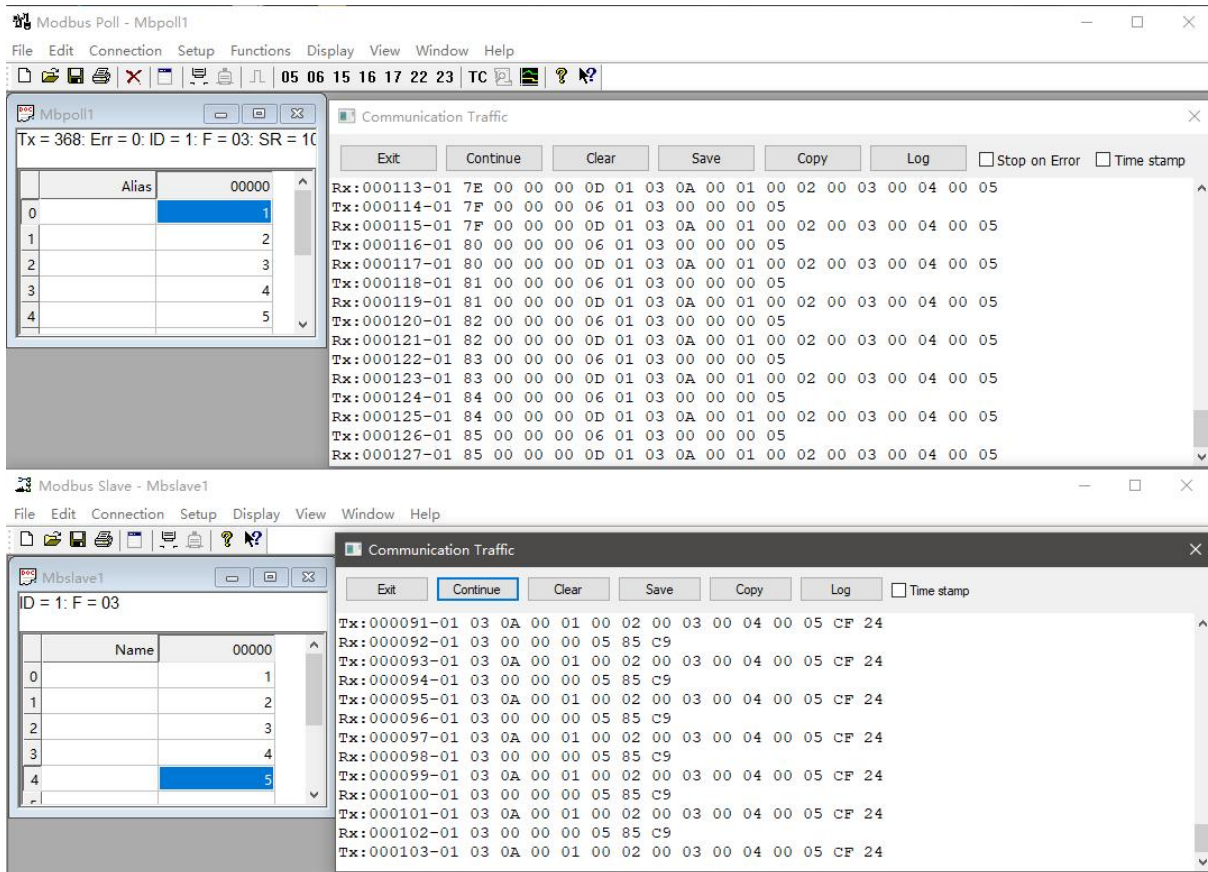 Modbus Poll - Mbpoll1
File Edit Connection Setup Functions Display View Window Help
05 06 15 16 17 22 23 TC
Mbpoll1
Tx = 368: Err = 0: ID = 1: F = 03: SR = 10
Alias 00000
0 1
1 2
2 3
3 4
4 5
Communication Traffic
Exit Continue Clear Save Copy Log Stop on Error Time stamp
Rx:000113-01 7E 00 00 00 0D 01 03 0A 00 01 00 02 00 03 00 04 00 05
Tx:000114-01 7F 00 00 00 06 01 03 00 00 00 05
Rx:000115-01 7F 00 00 00 0D 01 03 0A 00 01 00 02 00 03 00 04 00 05
Tx:000116-01 80 00 00 00 06 01 03 00 00 00 05
Rx:000117-01 80 00 00 00 0D 01 03 0A 00 01 00 02 00 03 00 04 00 05
Tx:000118-01 81 00 00 00 06 01 03 00 00 00 05
Rx:000119-01 81 00 00 00 0D 01 03 0A 00 01 00 02 00 03 00 04 00 05
Tx:000120-01 82 00 00 00 06 01 03 00 00 00 05
Rx:000121-01 82 00 00 00 0D 01 03 0A 00 01 00 02 00 03 00 04 00 05
Tx:000122-01 83 00 00 00 06 01 03 00 00 00 05
Rx:000123-01 83 00 00 00 0D 01 03 0A 00 01 00 02 00 03 00 04 00 05
Tx:000124-01 84 00 00 00 06 01 03 00 00 00 05
Rx:000125-01 84 00 00 00 0D 01 03 0A 00 01 00 02 00 03 00 04 00 05
Tx:000126-01 85 00 00 00 06 01 03 00 00 00 05
Rx:000127-01 85 00 00 00 0D 01 03 0A 00 01 00 02 00 03 00 04 00 05
Modbus Slave - Mbslave1
File Edit Connection Setup Display View Window Help
Mbslave1
ID = 1: F = 03
Name 00000
0 1
1 2
2 3
3 4
4 5
Communication Traffic
Exit Continue Clear Save Copy Log Time stamp
Tx:000091-01 03 0A 00 01 00 02 00 03 00 04 00 05 CF 24
Rx:000092-01 03 00 00 00 05 85 C9
Tx:000093-01 03 0A 00 01 00 02 00 03 00 04 00 05 CF 24
Rx:000094-01 03 00 00 00 05 85 C9
Tx:000095-01 03 0A 00 01 00 02 00 03 00 04 00 05 CF 24
Rx:000096-01 03 00 00 00 05 85 C9
Tx:000097-01 03 0A 00 01 00 02 00 03 00 04 00 05 CF 24
Rx:000098-01 03 00 00 00 05 85 C9
Tx:000099-01 03 0A 00 01 00 02 00 03 00 04 00 05 CF 24
Rx:000100-01 03 00 00 00 05 85 C9
Tx:000101-01 03 0A 00 01 00 02 00 03 00 04 00 05 CF 24
Rx:000102-01 03 00 00 00 05 85 C9
Tx:000103-01 03 0A 00 01 00 02 00 03 00 04 00 05 CF 24